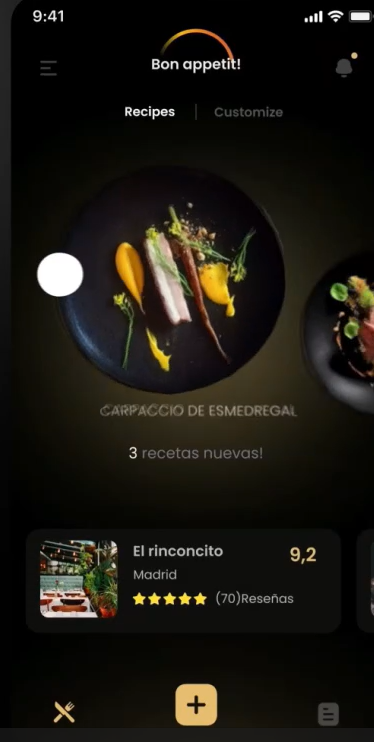 9:41
Bon appetit!
Recipes | Customize
CARPACCIO DE ESMEDREGAL
3 recetas nuevas!
El rinconcito 9,2
Madrid
(70)Reseñas